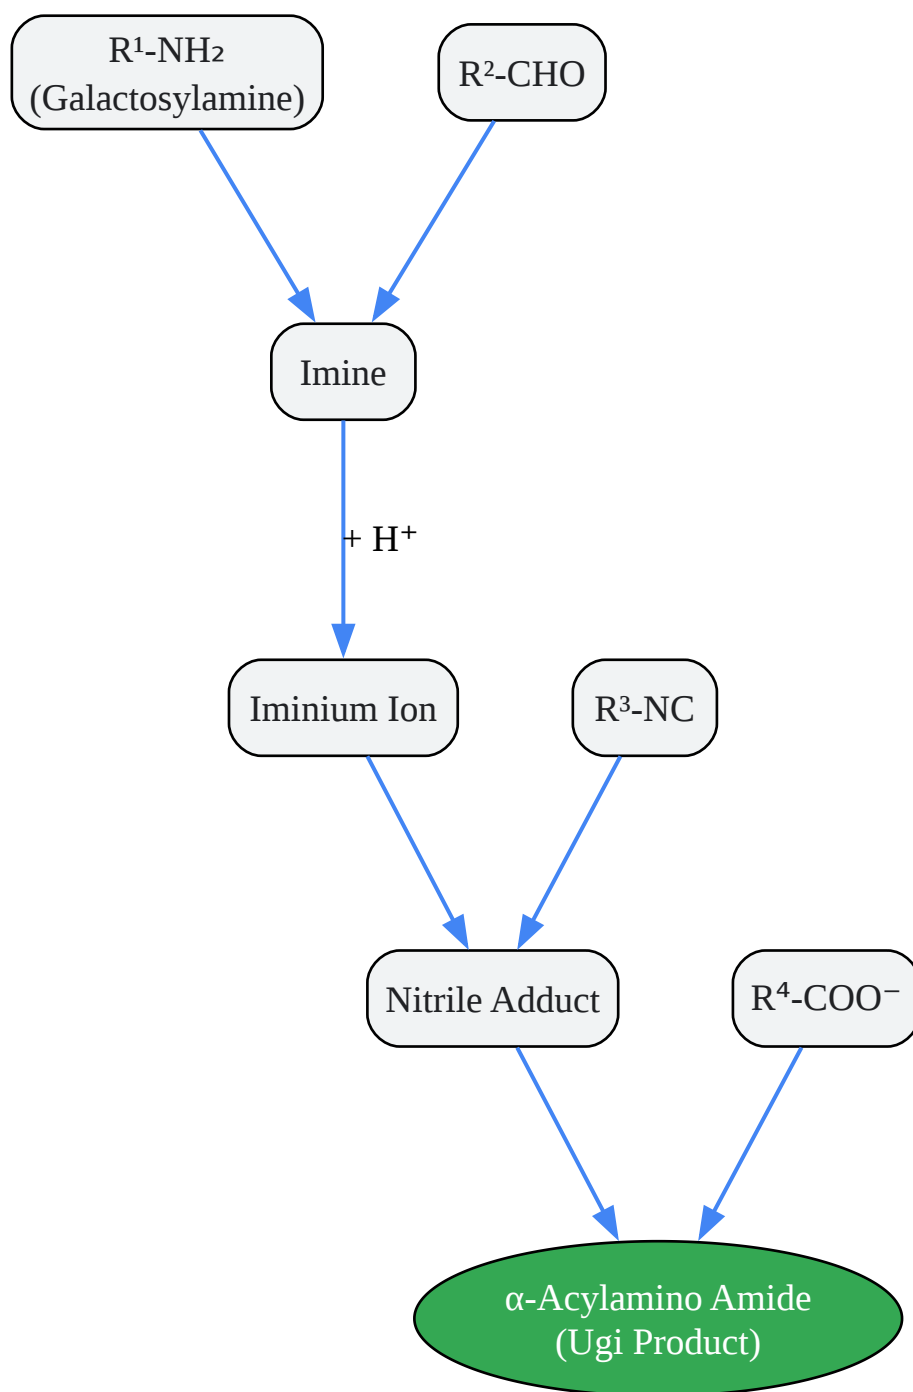 R¹-NH₂
(Galactosylamine)
R²-CHO
Imine
+ H⁺
Iminium Ion
R³-NC
Nitrile Adduct
R⁴-COO⁻
α-Acylamino Amide
(Ugi Product)